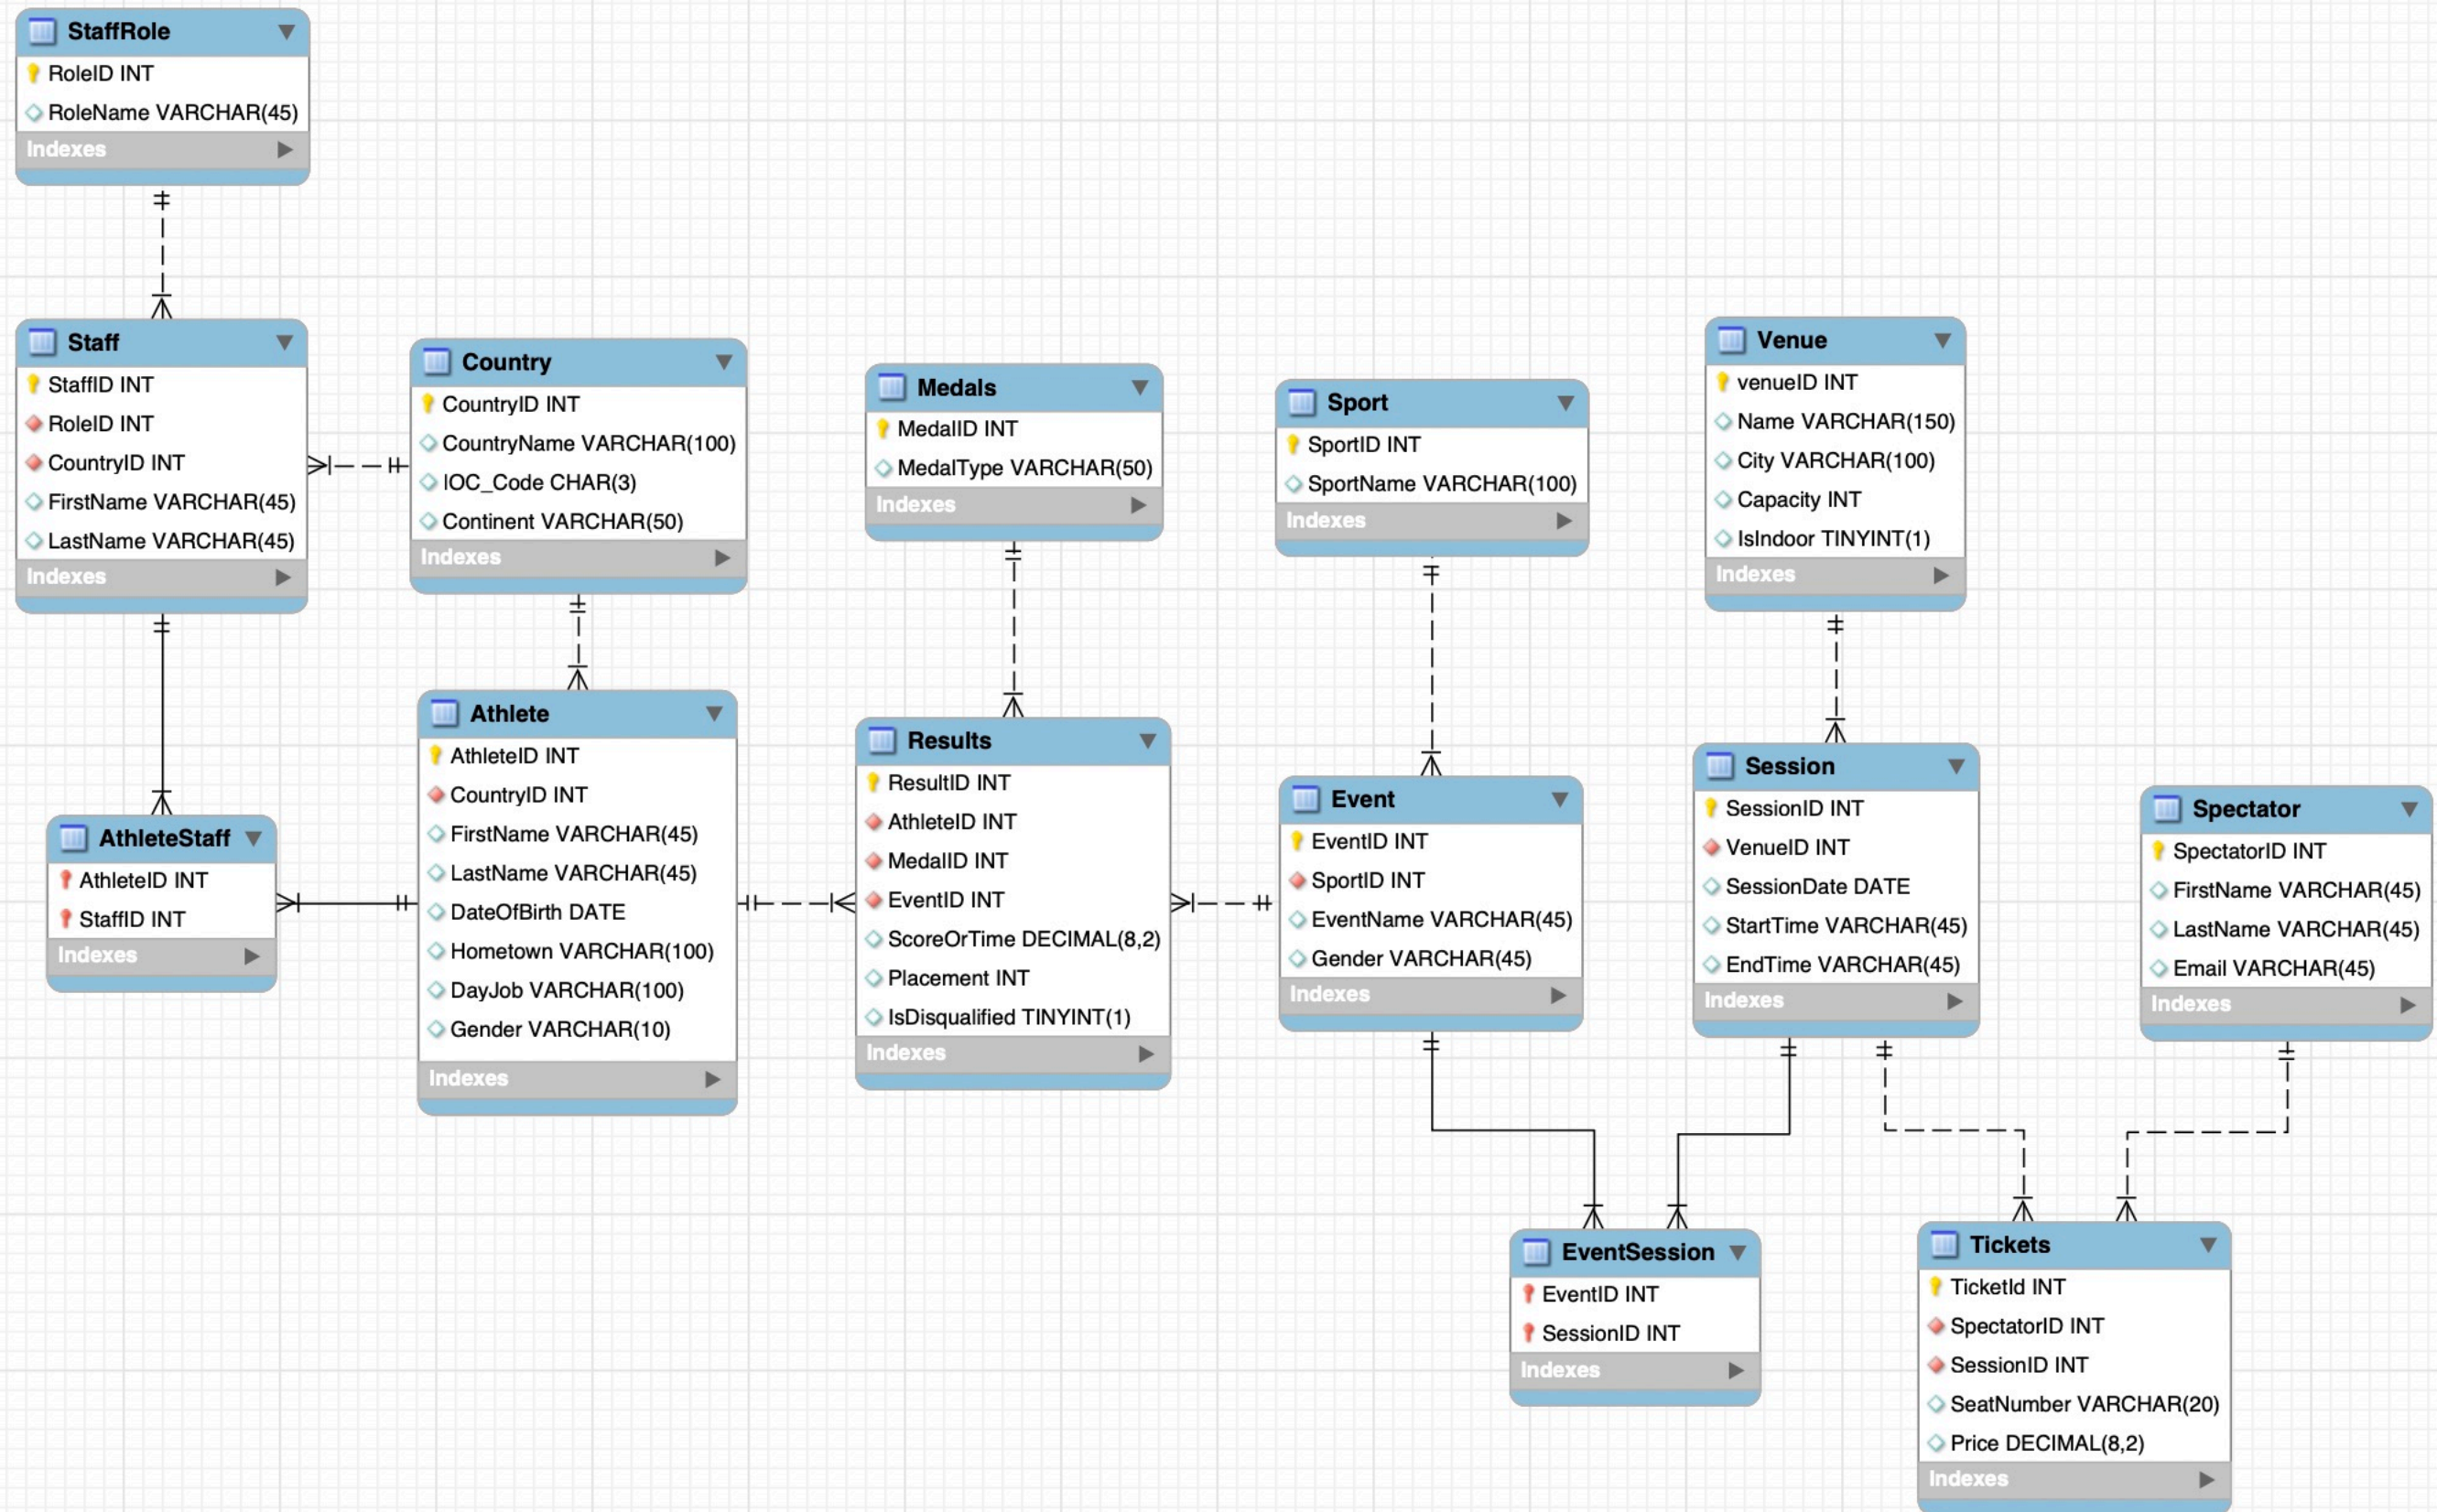 StaffRole
RoleID INT
RoleName VARCHAR(45)
Indexes
Staff
StaffID INT
RoleID INT
CountryID INT
FirstName VARCHAR(45)
LastName VARCHAR(45)
Indexes
Country
CountryID INT
CountryName VARCHAR(100)
IOC_Code CHAR(3)
Continent VARCHAR(50)
Indexes
Medals
MedalID INT
MedalType VARCHAR(50)
Indexes
Sport
SportID INT
SportName VARCHAR(100)
Indexes
Venue
venueID INT
Name VARCHAR(150)
City VARCHAR(100)
Capacity INT
IsIndoor TINYINT(1)
Indexes
AthleteStaff
AthleteID INT
StaffID INT
Indexes
Athlete
AthleteID INT
CountryID INT
FirstName VARCHAR(45)
LastName VARCHAR(45)
DateOfBirth DATE
Hometown VARCHAR(100)
DayJob VARCHAR(100)
Gender VARCHAR(10)
Indexes
Results
ResultID INT
AthleteID INT
MedalID INT
EventID INT
ScoreOrTime DECIMAL(8,2)
Placement INT
IsDisqualified TINYINT(1)
Indexes
Event
EventID INT
SportID INT
EventName VARCHAR(45)
Gender VARCHAR(45)
Indexes
Session
SessionID INT
VenueID INT
SessionDate DATE
StartTime VARCHAR(45)
EndTime VARCHAR(45)
Indexes
Spectator
SpectatorID INT
FirstName VARCHAR(45)
LastName VARCHAR(45)
Email VARCHAR(45)
Indexes
EventSession
EventID INT
SessionID INT
Indexes
Tickets
TicketId INT
SpectatorID INT
SessionID INT
SeatNumber VARCHAR(20)
Price DECIMAL(8,2)
Indexes